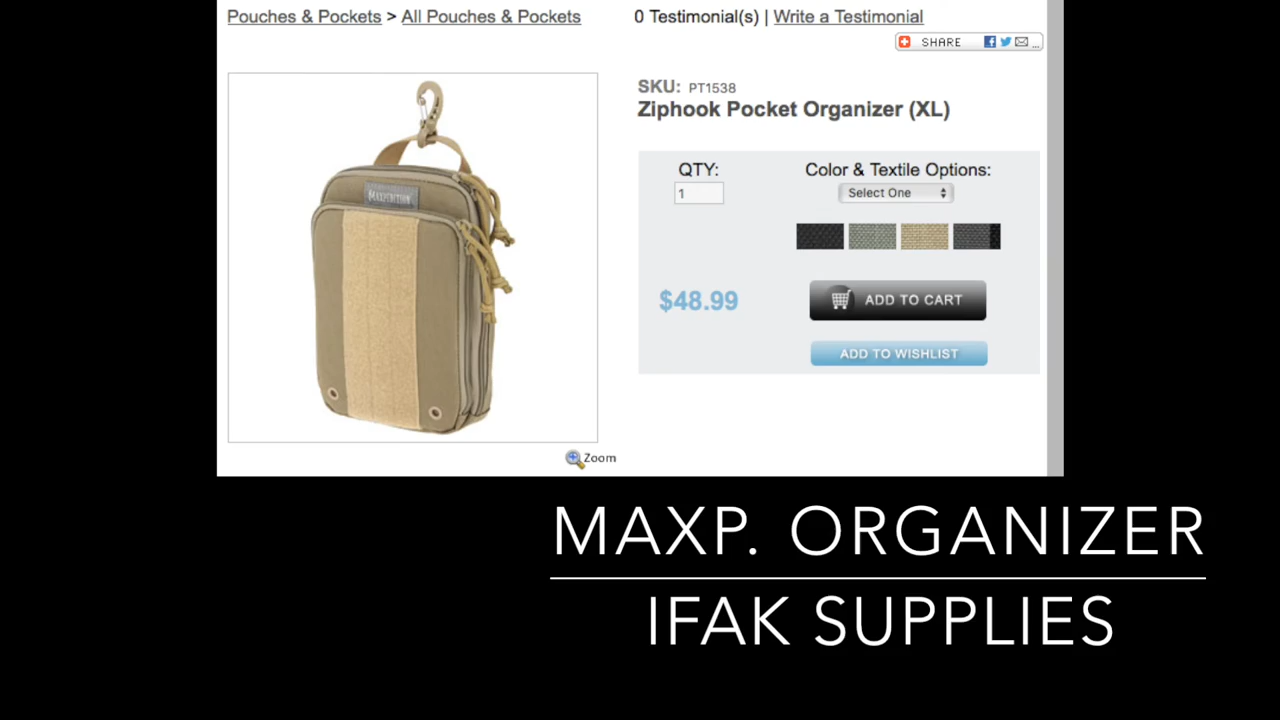 Pouches & Pockets > All Pouches & Pockets
0 Testimonial(s) | Write a Testimonial
SHARE ...
SKU: PT1538
Ziphook Pocket Organizer (XL)
QTY:
1
Color & Textile Options:
Select One
$48.99
ADD TO CART
ADD TO WISHLIST
MAXPEDITION
Zoom
MAXP. ORGANIZER
IFAK SUPPLIES